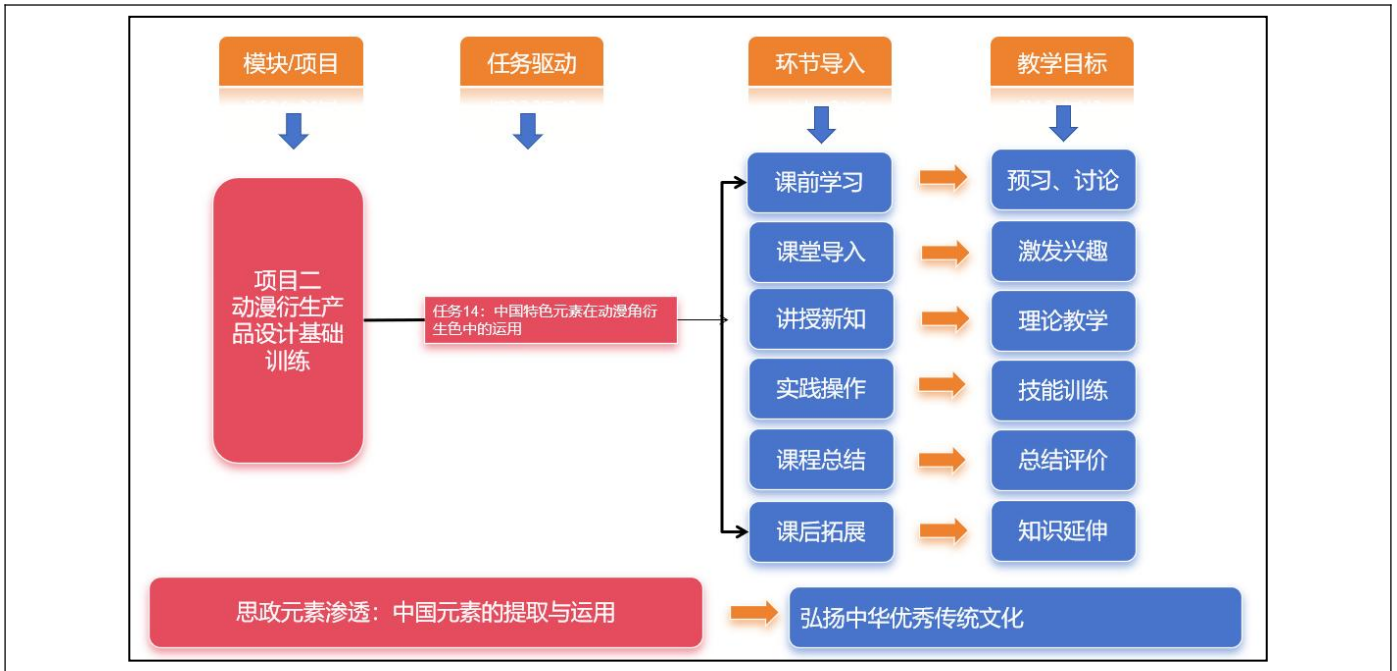 模块/项目
任务驱动
环节导入
教学目标
项目二
动漫衍生产
品设计基础
训练
任务14：中国特色元素在动漫角衍
生色中的运用
课前学习
预习、讨论
课堂导入
激发兴趣
讲授新知
理论教学
实践操作
技能训练
课程总结
总结评价
课后拓展
知识延伸
思政元素渗透：中国元素的提取与运用
弘扬中华优秀传统文化